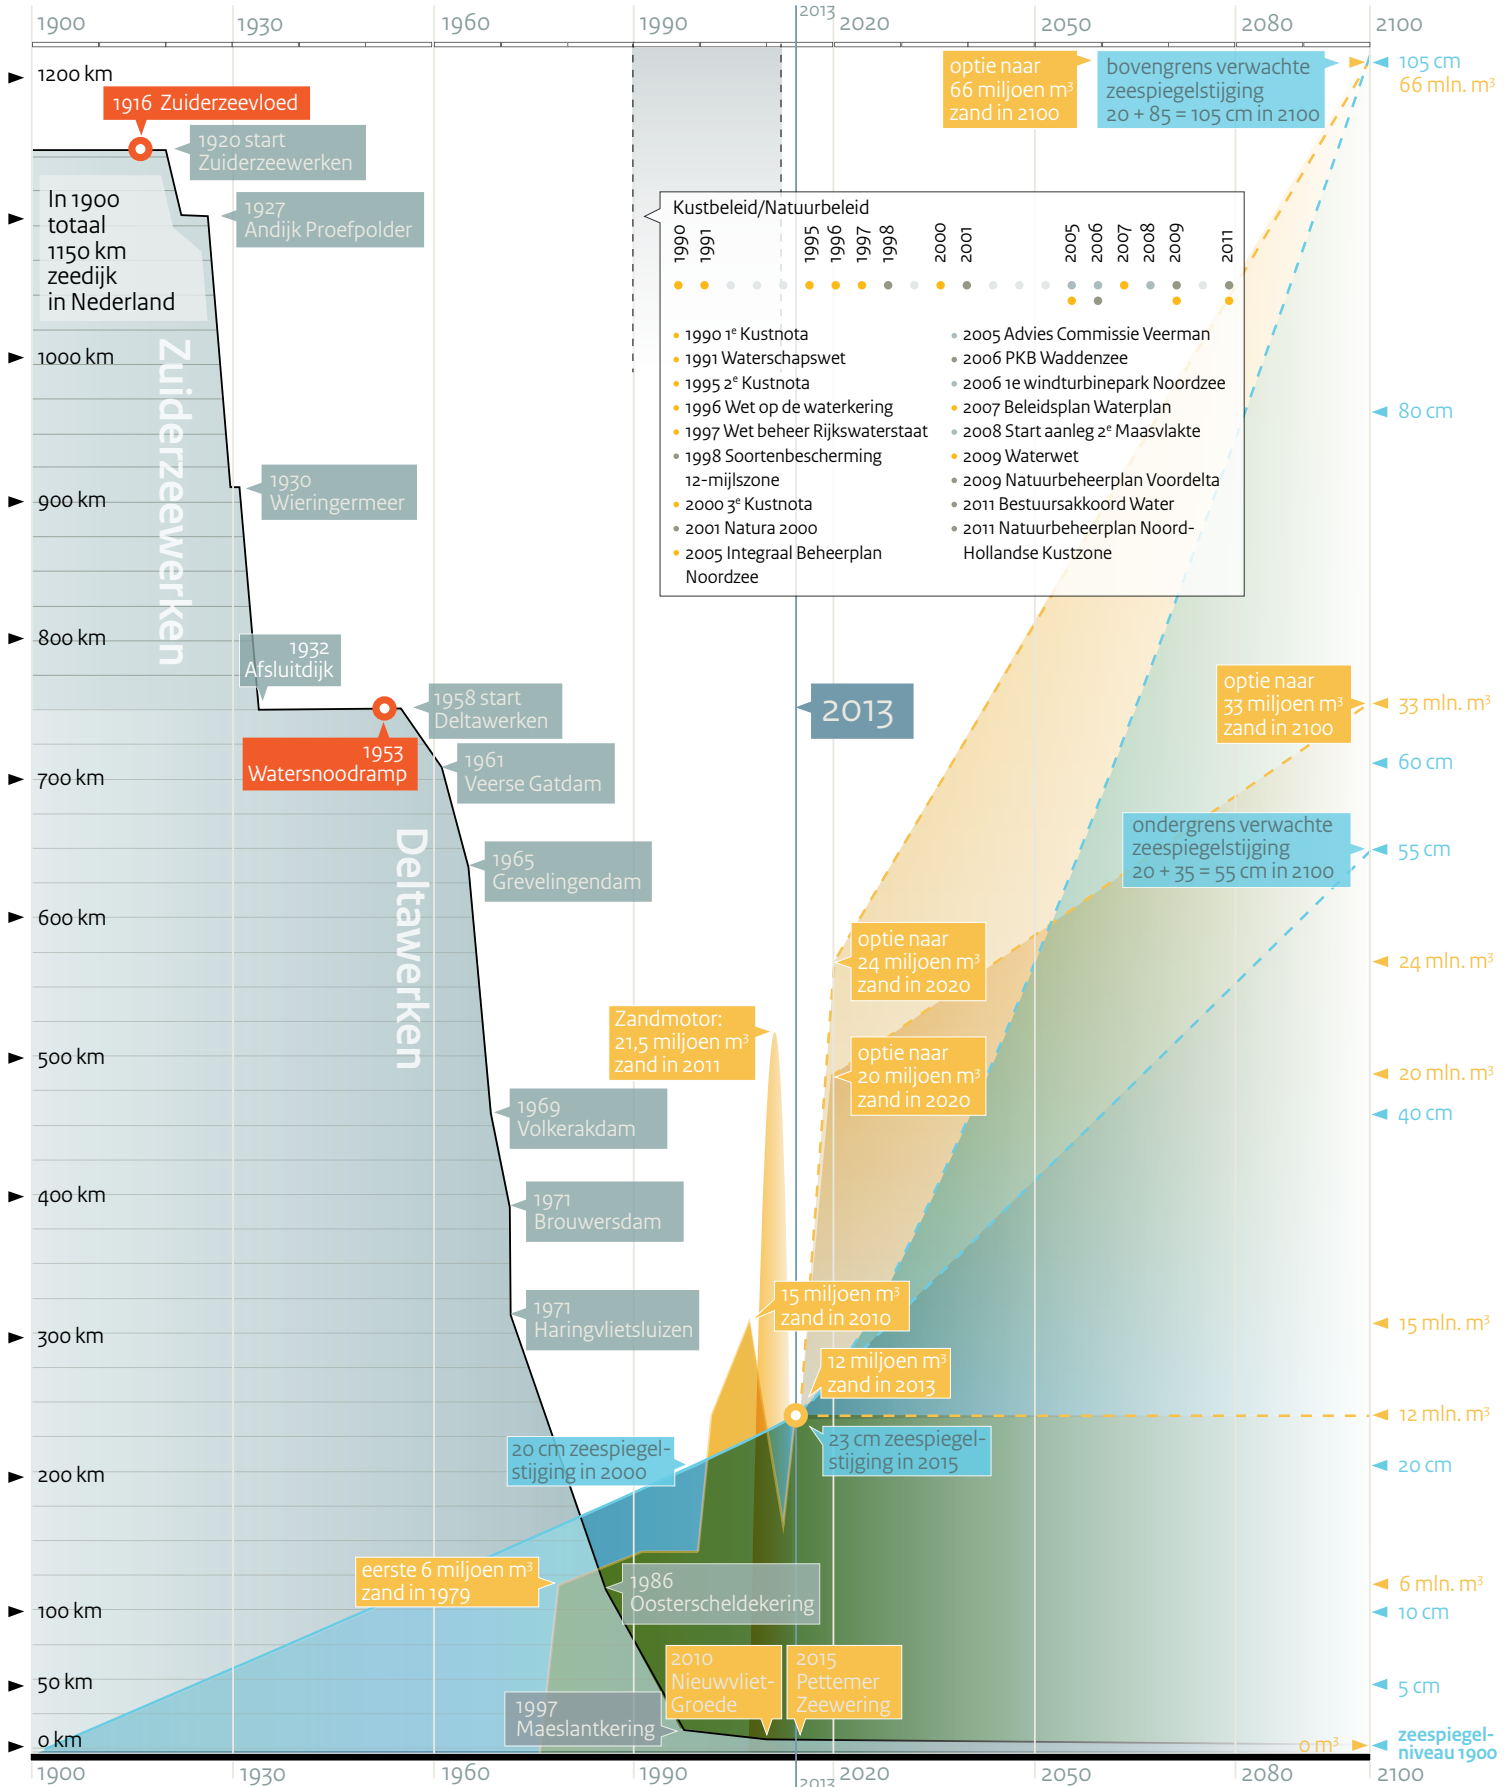 1900
1930
1960
1990
2013
2020
2050
2080
2100
1200 km
1916 Zuiderzeevloed
1920 start
Zuiderzeewerken
In 1900
totaal
1150 km
zeedijk
in Nederland
1927
Andijk Proefpolder
optie naar
66 miljoen m³
zand in 2100
bovengrens verwachte
zeespiegelstijging
20 + 85 = 105 cm in 2100
105 cm
66 mln. m³
Kustbeleid/Natuurbeleid
1990
1991
1995
1996
1997
1998
2000
2001
2005
2006
2007
2008
2009
2011
1990 1e Kustnota
1991 Waterschapswet
1995 2e Kustnota
1996 Wet op de waterkering
1997 Wet beheer Rijkswaterstaat
1998 Soortenbescherming
12-mijlszone
2000 3e Kustnota
2001 Natura 2000
2005 Integraal Beheerplan
Noordzee
2005 Advies Commissie Veerman
2006 PKB Waddenzee
2006 1e windturbinepark Noordzee
2007 Beleidsplan Waterplan
2008 Start aanleg 2e Maasvlakte
2009 Waterwet
2009 Natuurbeheerplan Voordelta
2011 Bestuursakkoord Water
2011 Natuurbeheerplan Noord-
Hollandse Kustzone
1000 km
Zuiderzeewerken
80 cm
900 km
1930
Wieringermeer
800 km
1932
Afsluitdijk
1958 start
Deltawerken
1953
Watersnoodramp
1961
Veerse Gatdam
700 km
2013
optie naar
33 miljoen m³
zand in 2100
33 mln. m³
60 cm
ondergrens verwachte
zeespiegelstijging
20 + 35 = 55 cm in 2100
55 cm
Deltawerken
1965
Grevelingendam
600 km
optie naar
24 miljoen m³
zand in 2020
24 mln. m³
Zandmotor:
21,5 miljoen m³
zand in 2011
500 km
optie naar
20 miljoen m³
zand in 2020
20 mln. m³
40 cm
1969
Volkerakdam
400 km
1971
Brouwersdam
1971
Haringvlietsluizen
300 km
15 miljoen m³
zand in 2010
15 mln. m³
12 miljoen m³
zand in 2013
12 mln. m³
20 cm zeespiegel-
stijging in 2000
23 cm zeespiegel-
stijging in 2015
200 km
20 cm
eerste 6 miljoen m³
zand in 1979
1986
Oosterscheldekering
6 mln. m³
10 cm
100 km
2010
Nieuwvliet-
Groede
2015
Pettemer
Zeewering
50 km
5 cm
1997
Maeslantkering
0 km
0 m³
zeespiegel-
niveau 1900
1900
1930
1960
1990
2013
2020
2050
2080
2100